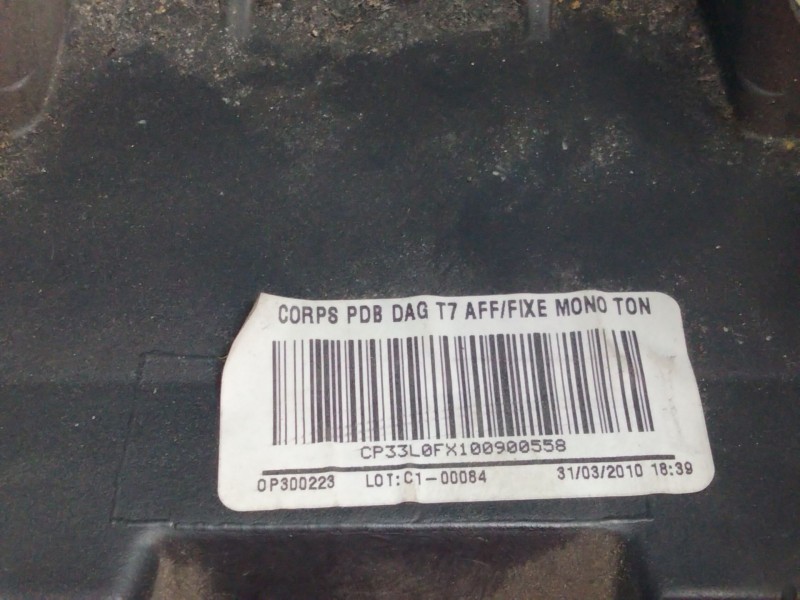 CORPS PDB DAG T7 AFF/FIXE MONO TON
CP33L0FX100900558
OP300223 LOT:C1-00084 31/03/2010 18:39